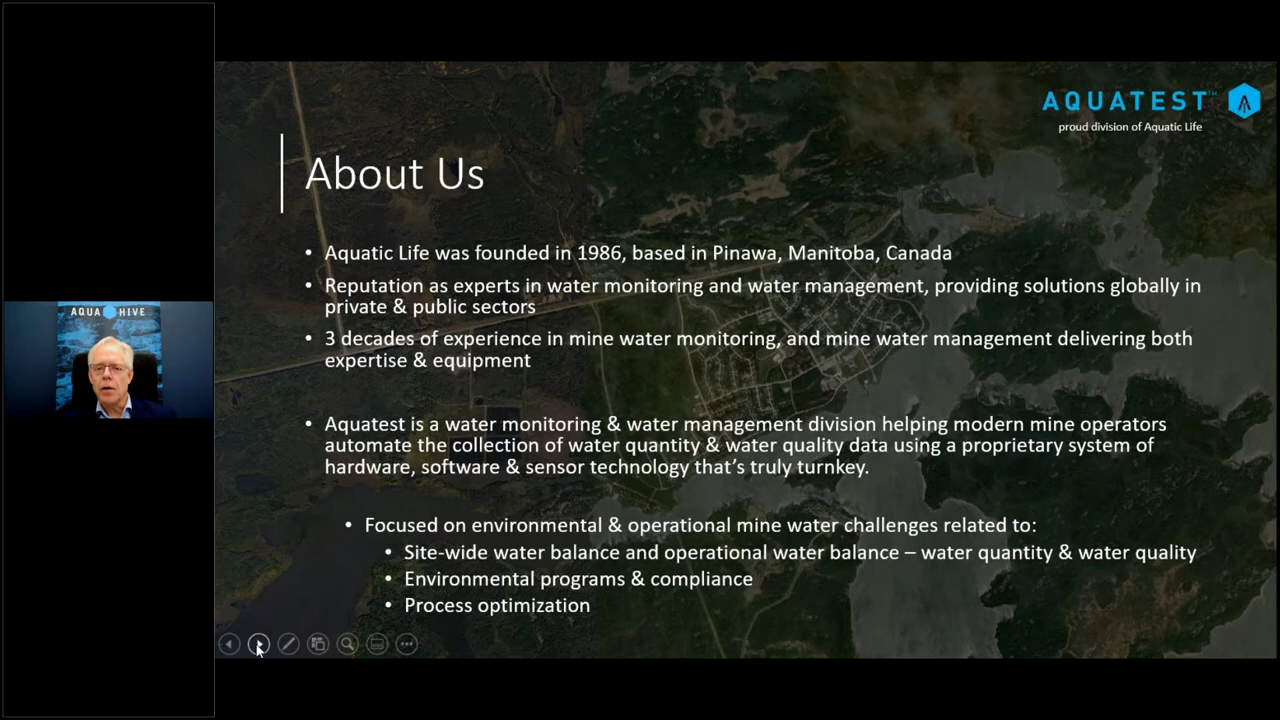 AQUA HIVE
AQUATEST™
proud division of Aquatic Life
About Us
• Aquatic Life was founded in 1986, based in Pinawa, Manitoba, Canada
• Reputation as experts in water monitoring and water management, providing solutions globally in
private & public sectors
• 3 decades of experience in mine water monitoring, and mine water management delivering both
expertise & equipment
• Aquatest is a water monitoring & water management division helping modern mine operators
automate the collection of water quantity & water quality data using a proprietary system of
hardware, software & sensor technology that's truly turnkey.
• Focused on environmental & operational mine water challenges related to:
• Site-wide water balance and operational water balance – water quantity & water quality
• Environmental programs & compliance
• Process optimization